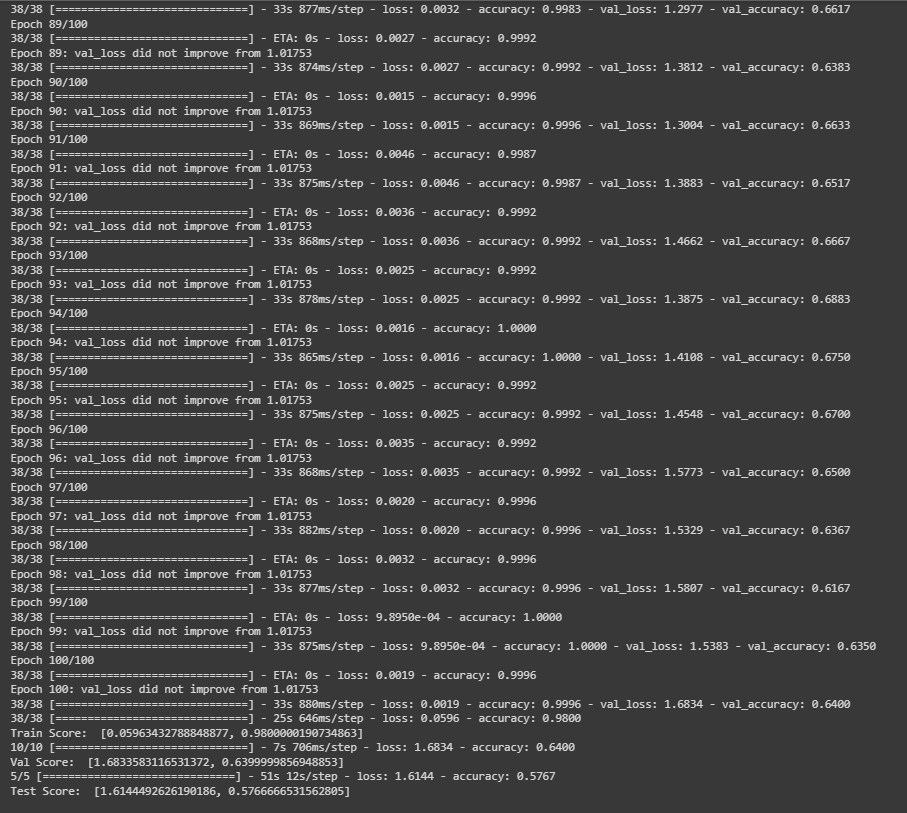 38/38 [==============================] - 33s 877ms/step - loss: 0.0032 - accuracy: 0.9983 - val_loss: 1.2977 - val_accuracy: 0.6617
Epoch 89/100
38/38 [==============================] - ETA: 0s - loss: 0.0027 - accuracy: 0.9992
Epoch 89: val_loss did not improve from 1.01753
38/38 [==============================] - 33s 874ms/step - loss: 0.0027 - accuracy: 0.9992 - val_loss: 1.3812 - val_accuracy: 0.6383
Epoch 90/100
38/38 [==============================] - ETA: 0s - loss: 0.0015 - accuracy: 0.9996
Epoch 90: val_loss did not improve from 1.01753
38/38 [==============================] - 33s 869ms/step - loss: 0.0015 - accuracy: 0.9996 - val_loss: 1.3004 - val_accuracy: 0.6633
Epoch 91/100
38/38 [==============================] - ETA: 0s - loss: 0.0046 - accuracy: 0.9987
Epoch 91: val_loss did not improve from 1.01753
38/38 [==============================] - 33s 875ms/step - loss: 0.0046 - accuracy: 0.9987 - val_loss: 1.3883 - val_accuracy: 0.6517
Epoch 92/100
38/38 [==============================] - ETA: 0s - loss: 0.0036 - accuracy: 0.9992
Epoch 92: val_loss did not improve from 1.01753
38/38 [==============================] - 33s 868ms/step - loss: 0.0036 - accuracy: 0.9992 - val_loss: 1.4662 - val_accuracy: 0.6667
Epoch 93/100
38/38 [==============================] - ETA: 0s - loss: 0.0025 - accuracy: 0.9992
Epoch 93: val_loss did not improve from 1.01753
38/38 [==============================] - 33s 878ms/step - loss: 0.0025 - accuracy: 0.9992 - val_loss: 1.3875 - val_accuracy: 0.6883
Epoch 94/100
38/38 [==============================] - ETA: 0s - loss: 0.0016 - accuracy: 1.0000
Epoch 94: val_loss did not improve from 1.01753
38/38 [==============================] - 33s 865ms/step - loss: 0.0016 - accuracy: 1.0000 - val_loss: 1.4108 - val_accuracy: 0.6750
Epoch 95/100
38/38 [==============================] - ETA: 0s - loss: 0.0025 - accuracy: 0.9992
Epoch 95: val_loss did not improve from 1.01753
38/38 [==============================] - 33s 875ms/step - loss: 0.0025 - accuracy: 0.9992 - val_loss: 1.4548 - val_accuracy: 0.6700
Epoch 96/100
38/38 [==============================] - ETA: 0s - loss: 0.0035 - accuracy: 0.9992
Epoch 96: val_loss did not improve from 1.01753
38/38 [==============================] - 33s 868ms/step - loss: 0.0035 - accuracy: 0.9992 - val_loss: 1.5773 - val_accuracy: 0.6500
Epoch 97/100
38/38 [==============================] - ETA: 0s - loss: 0.0020 - accuracy: 0.9996
Epoch 97: val_loss did not improve from 1.01753
38/38 [==============================] - 33s 882ms/step - loss: 0.0020 - accuracy: 0.9996 - val_loss: 1.5329 - val_accuracy: 0.6367
Epoch 98/100
38/38 [==============================] - ETA: 0s - loss: 0.0032 - accuracy: 0.9996
Epoch 98: val_loss did not improve from 1.01753
38/38 [==============================] - 33s 877ms/step - loss: 0.0032 - accuracy: 0.9996 - val_loss: 1.5807 - val_accuracy: 0.6167
Epoch 99/100
38/38 [==============================] - ETA: 0s - loss: 9.8950e-04 - accuracy: 1.0000
Epoch 99: val_loss did not improve from 1.01753
38/38 [==============================] - 33s 875ms/step - loss: 9.8950e-04 - accuracy: 1.0000 - val_loss: 1.5383 - val_accuracy: 0.6350
Epoch 100/100
38/38 [==============================] - ETA: 0s - loss: 0.0019 - accuracy: 0.9996
Epoch 100: val_loss did not improve from 1.01753
38/38 [==============================] - 33s 880ms/step - loss: 0.0019 - accuracy: 0.9996 - val_loss: 1.6834 - val_accuracy: 0.6400
38/38 [==============================] - 25s 646ms/step - loss: 0.0596 - accuracy: 0.9800
Train Score:  [0.05963432788848877, 0.9800000190734863]
10/10 [==============================] - 7s 706ms/step - loss: 1.6834 - accuracy: 0.6400
Val Score:  [1.6833583116531372, 0.6399999856948853]
5/5 [==============================] - 51s 12s/step - loss: 1.6144 - accuracy: 0.5767
Test Score:  [1.6144492626190186, 0.5766666531562805]